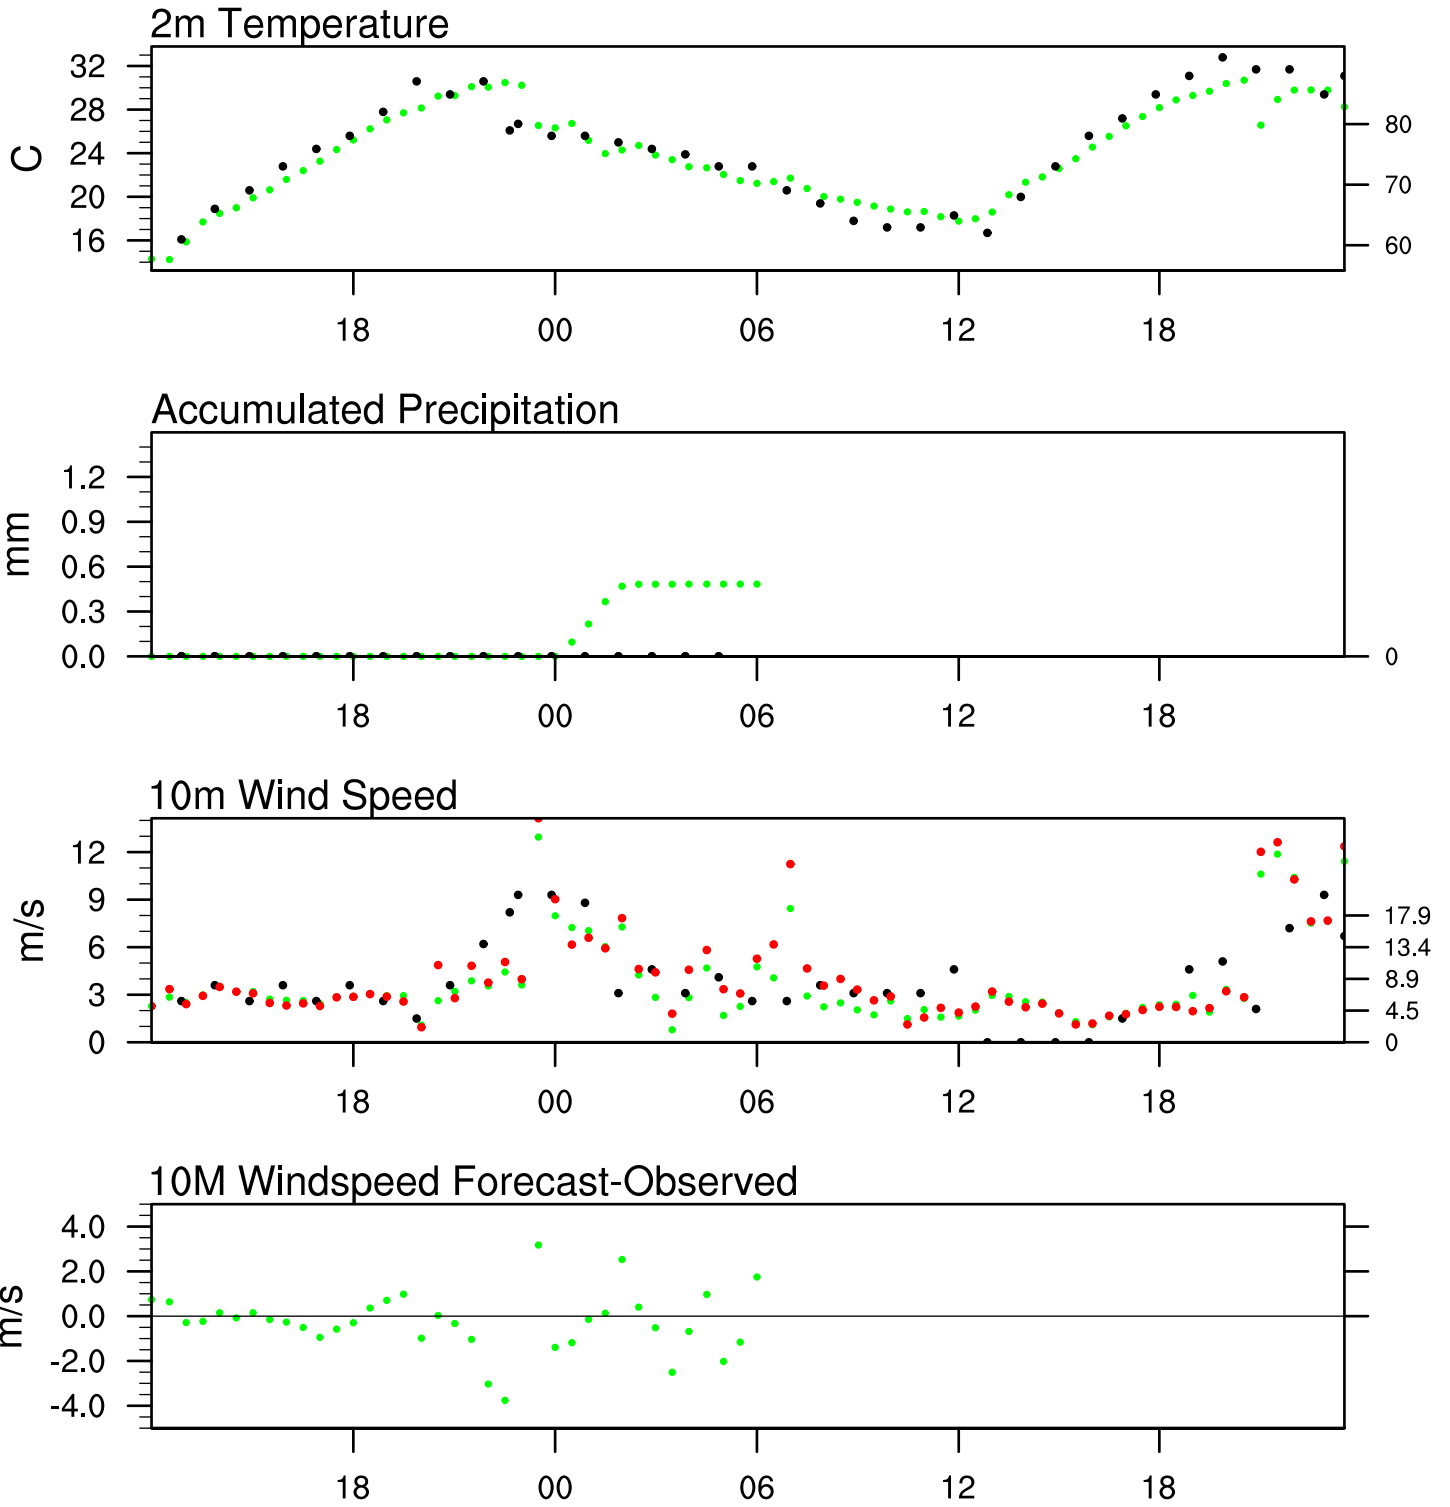 2m Temperature
32
28
24
20
16
C
80
70
60
18 00 06 12 18
Accumulated Precipitation
1.2
0.9
0.6
0.3
0.0
mm
0
18 00 06 12 18
10m Wind Speed
12
9
6
3
0
m/s
17.9
13.4
8.9
4.5
0
18 00 06 12 18
10M Windspeed Forecast-Observed
4.0
2.0
0.0
-2.0
-4.0
m/s
18 00 06 12 18